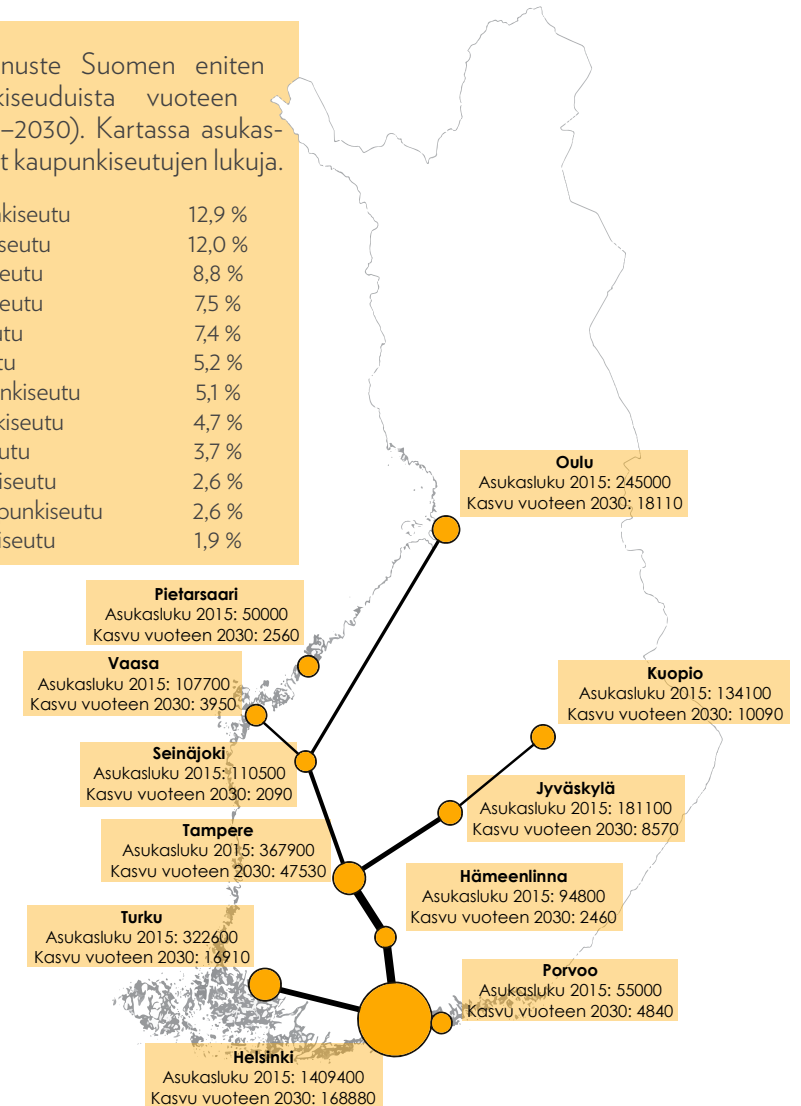 nuste Suomen eniten
kiseuduista vuoteen
–2030). Kartassa asukas-
t kaupunkiseutujen lukuja.
kiseutu 12,9 %
seutu 12,0 %
eutu 8,8 %
eutu 7,5 %
utu 7,4 %
tu 5,2 %
nkiseutu 5,1 %
kiseutu 4,7 %
utu 3,7 %
iseutu 2,6 %
punkiseutu 2,6 %
iseutu 1,9 %
Oulu
Asukasluku 2015: 245000
Kasvu vuoteen 2030: 18110
Pietarsaari
Asukasluku 2015: 50000
Kasvu vuoteen 2030: 2560
Vaasa
Asukasluku 2015: 107700
Kasvu vuoteen 2030: 3950
Kuopio
Asukasluku 2015: 134100
Kasvu vuoteen 2030: 10090
Seinäjoki
Asukasluku 2015: 110500
Kasvu vuoteen 2030: 2090
Jyväskylä
Asukasluku 2015: 181100
Kasvu vuoteen 2030: 8570
Tampere
Asukasluku 2015: 367900
Kasvu vuoteen 2030: 47530
Hämeenlinna
Asukasluku 2015: 94800
Kasvu vuoteen 2030: 2460
Turku
Asukasluku 2015: 322600
Kasvu vuoteen 2030: 16910
Porvoo
Asukasluku 2015: 55000
Kasvu vuoteen 2030: 4840
Helsinki
Asukasluku 2015: 1409400
Kasvu vuoteen 2030: 168880